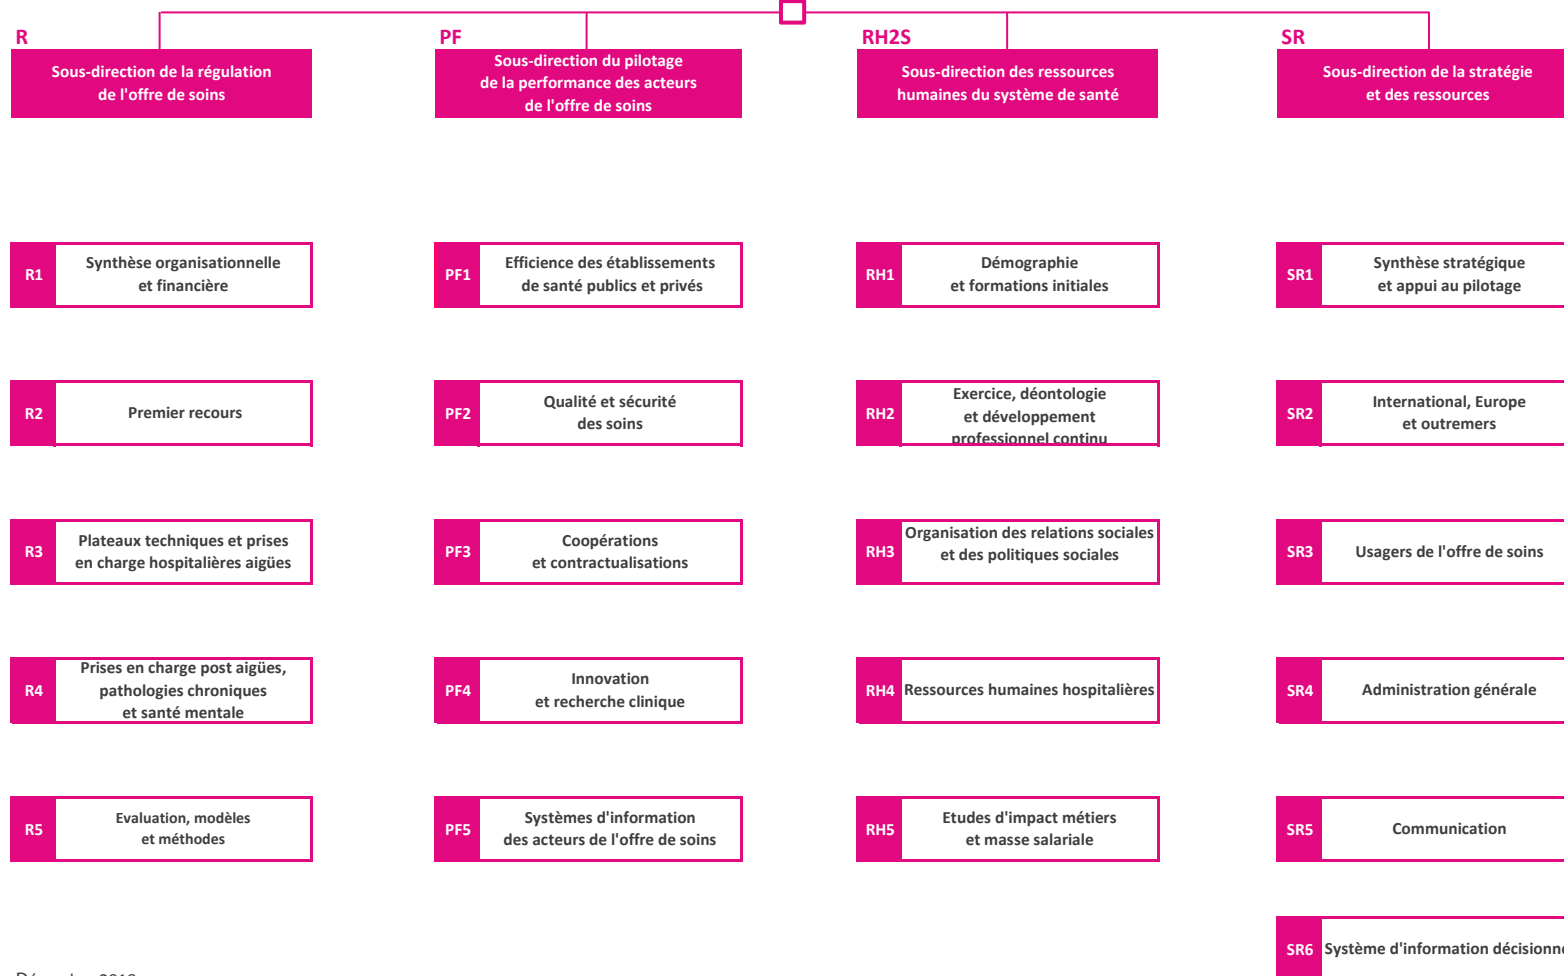 R
Sous-direction de la régulation
de l'offre de soins
PF
Sous-direction du pilotage
de la performance des acteurs
de l'offre de soins
RH2S
Sous-direction des ressources
humaines du système de santé
SR
Sous-direction de la stratégie
et des ressources
R1
Synthèse organisationnelle
et financière
PF1
Efficience des établissements
de santé publics et privés
RH1
Démographie
et formations initiales
SR1
Synthèse stratégique
et appui au pilotage
R2
Premier recours
PF2
Qualité et sécurité
des soins
RH2
Exercice, déontologie
et développement
professionnel continu
SR2
International, Europe
et outremers
R3
Plateaux techniques et prises
en charge hospitalières aigües
PF3
Coopérations
et contractualisations
RH3
Organisation des relations sociales
et des politiques sociales
SR3
Usagers de l'offre de soins
R4
Prises en charge post aigües,
pathologies chroniques
et santé mentale
PF4
Innovation
et recherche clinique
RH4
Ressources humaines hospitalières
SR4
Administration générale
R5
Evaluation, modèles
et méthodes
PF5
Systèmes d'information
des acteurs de l'offre de soins
RH5
Etudes d'impact métiers
et masse salariale
SR5
Communication
SR6
Système d'information